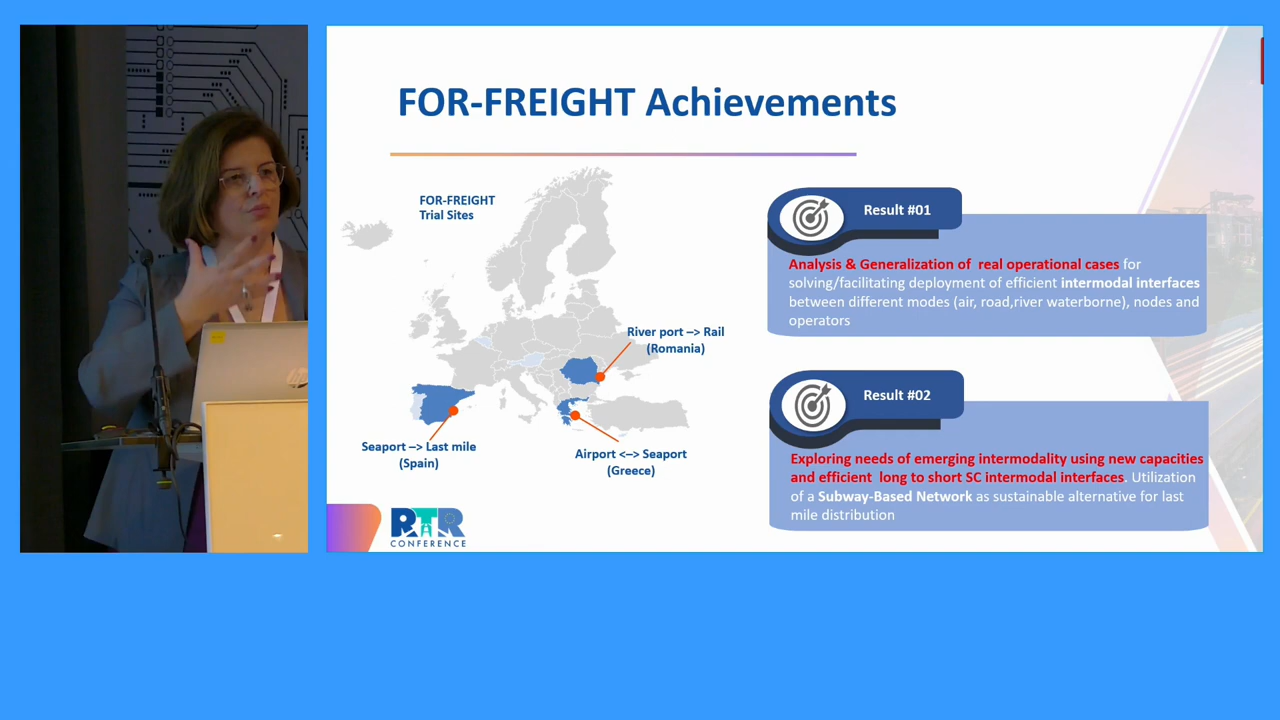 FOR-FREIGHT Achievements
FOR-FREIGHT
Trial Sites
River port –> Rail
(Romania)
Seaport –> Last mile
(Spain)
Airport <–> Seaport
(Greece)
Result #01
Analysis & Generalization of real operational cases for
solving/facilitating deployment of efficient intermodal interfaces
between different modes (air, road,river waterborne), nodes and
operators
Result #02
Exploring needs of emerging intermodality using new capacities
and efficient long to short SC intermodal interfaces. Utilization
of a Subway-Based Network as sustainable alternative for last
mile distribution
RTR
CONFERENCE
hp